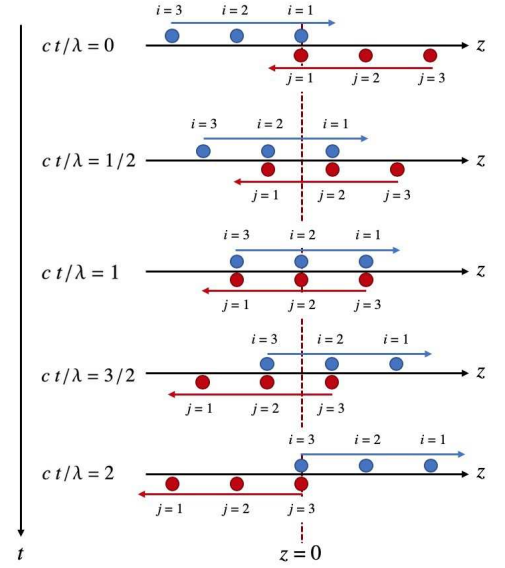 i = 3 i = 2 i = 1
c t/λ = 0 z
j = 1 j = 2 j = 3
i = 3 i = 2 i = 1
c t/λ = 1/2 z
j = 1 j = 2 j = 3
i = 3 i = 2 i = 1
c t/λ = 1 z
j = 1 j = 2 j = 3
i = 3 i = 2 i = 1
c t/λ = 3/2 z
j = 1 j = 2 j = 3
i = 3 i = 2 i = 1
c t/λ = 2 z
j = 1 j = 2 j = 3
t z = 0